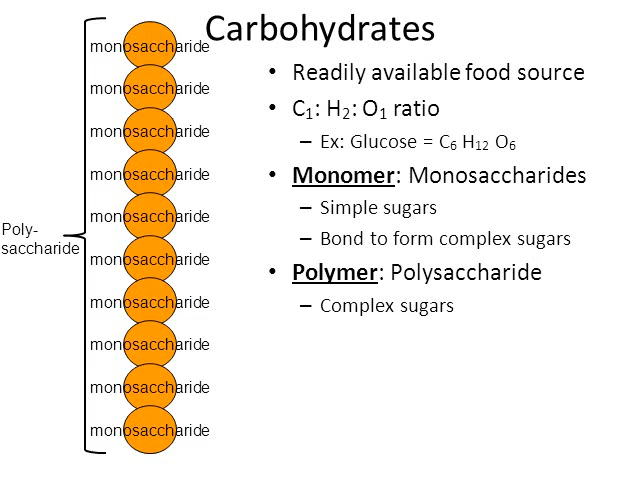 Carbohydrates
monosaccharide
monosaccharide
monosaccharide
monosaccharide
monosaccharide
monosaccharide
monosaccharide
monosaccharide
monosaccharide
monosaccharide
Poly-
saccharide
• Readily available food source
• C₁: H₂: O₁ ratio
– Ex: Glucose = C₆ H₁₂ O₆
• Monomer: Monosaccharides
– Simple sugars
– Bond to form complex sugars
• Polymer: Polysaccharide
– Complex sugars